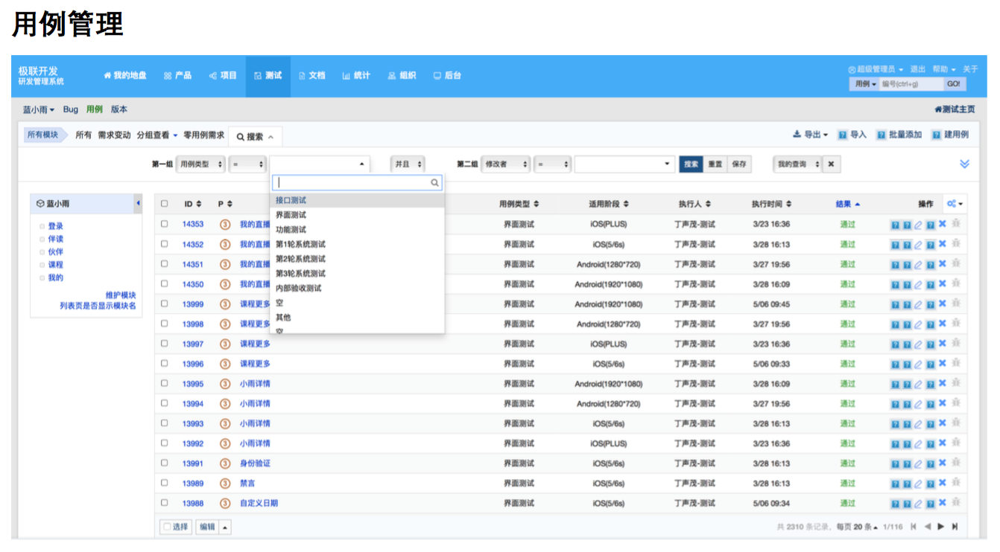 用例管理
极联开发
研发管理系统
我的地盘 产品 项目 测试 文档 统计 组织 后台
超级管理员 退出 帮助 关于
用例 编号(ctrl+g) GO!
蓝小雨 Bug 用例 版本 测试主页
所有模块 所有 需求变动 分组查看 零用例需求 搜索 导出 导入 批量添加 建用例
第一组 用例类型 = 并且 第二组 修改者 = 搜索 重置 保存 我的查询
接口测试
界面测试
功能测试
第1轮系统测试
第2轮系统测试
第3轮系统测试
内部验收测试
空
其他
空
蓝小雨
登录
伴读
伙伴
课程
我的
维护模块
列表页是否显示模块名
ID P 用例类型 适用阶段 执行人 执行时间 结果 操作
14353 3 我的直播 界面测试 iOS(PLUS) 丁声茂-测试 3/23 16:36 通过
14352 3 我的直播 界面测试 iOS(5/6s) 丁声茂-测试 3/28 16:13 通过
14351 3 我的直播 界面测试 Android(1280*720) 丁声茂-测试 3/27 19:56 通过
14350 3 我的直播 界面测试 Android(1920*1080) 丁声茂-测试 3/28 16:09 通过
13999 3 课程更多 界面测试 Android(1920*1080) 丁声茂-测试 5/06 09:45 通过
13998 3 课程更多 界面测试 Android(1280*720) 丁声茂-测试 3/27 19:56 通过
13997 3 课程更多 界面测试 iOS(PLUS) 丁声茂-测试 3/23 16:36 通过
13996 3 课程更多 界面测试 iOS(5/6s) 丁声茂-测试 5/06 09:33 通过
13995 3 小雨详情 界面测试 Android(1920*1080) 丁声茂-测试 3/28 16:09 通过
13994 3 小雨详情 界面测试 Android(1280*720) 丁声茂-测试 3/27 19:56 通过
13993 3 小雨详情 界面测试 iOS(5/6s) 丁声茂-测试 3/28 16:13 通过
13992 3 小雨详情 界面测试 iOS(PLUS) 丁声茂-测试 3/23 16:36 通过
13991 3 身份验证 界面测试 iOS(5/6s) 丁声茂-测试 3/28 16:13 通过
13989 3 禁言 界面测试 iOS(5/6s) 丁声茂-测试 3/28 16:13 通过
13988 3 自定义日期 界面测试 iOS(5/6s) 丁声茂-测试 5/06 09:34 通过
选择 编辑 共 2310 条记录，每页 20 条 1/116